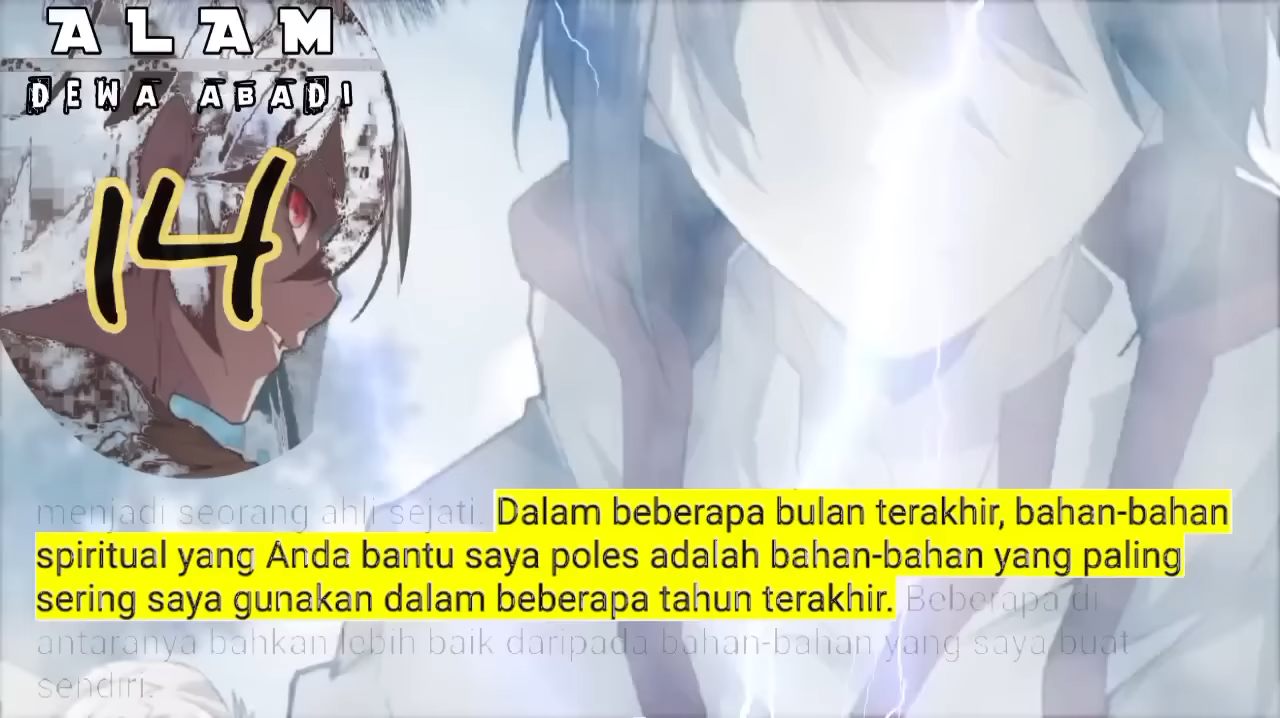 ALAM
DEWA ABADI
14
menjadi seorang ahli sejati. Dalam beberapa bulan terakhir, bahan-bahan
spiritual yang Anda bantu saya poles adalah bahan-bahan yang paling
sering saya gunakan dalam beberapa tahun terakhir. Beberapa di
antaranya bahkan lebih baik daripada bahan-bahan yang saya buat
sendiri.